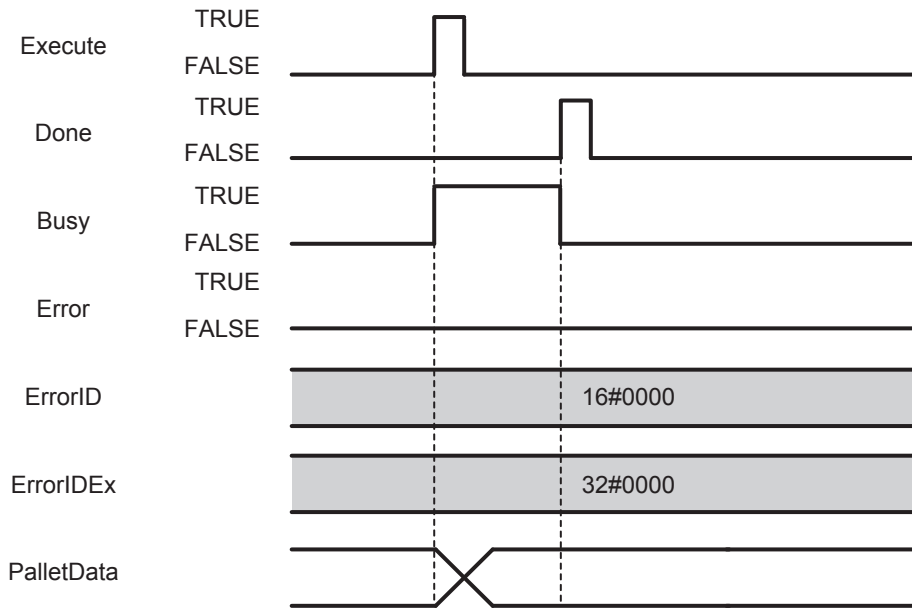 TRUE
Execute
FALSE
TRUE
Done
FALSE
TRUE
Busy
FALSE
TRUE
Error
FALSE
ErrorID 16#0000
ErrorIDEx 32#0000
PalletData